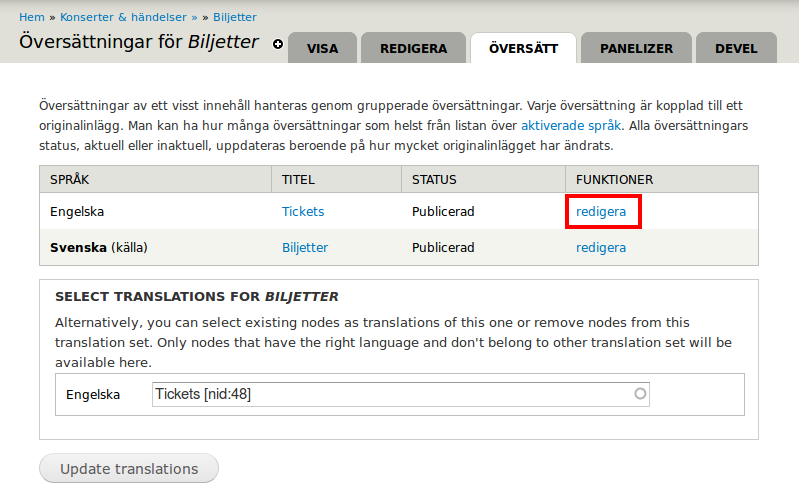 Hem » Konserter & händelser » » Biljetter
Översättningar för Biljetter
VISA REDIGERA ÖVERSÄTT PANELIZER DEVEL
Översättningar av ett visst innehåll hanteras genom grupperade översättningar. Varje översättning är kopplad till ett
originalinlägg. Man kan ha hur många översättningar som helst från listan över aktiverade språk. Alla översättningars
status, aktuell eller inaktuell, uppdateras beroende på hur mycket originalinlägget har ändrats.
SPRÅK TITEL STATUS FUNKTIONER
Engelska Tickets Publicerad redigera
Svenska (källa) Biljetter Publicerad redigera
SELECT TRANSLATIONS FOR BILJETTER
Alternatively, you can select existing nodes as translations of this one or remove nodes from this
translation set. Only nodes that have the right language and don't belong to other translation set will be
available here.
Engelska Tickets [nid:48]
Update translations